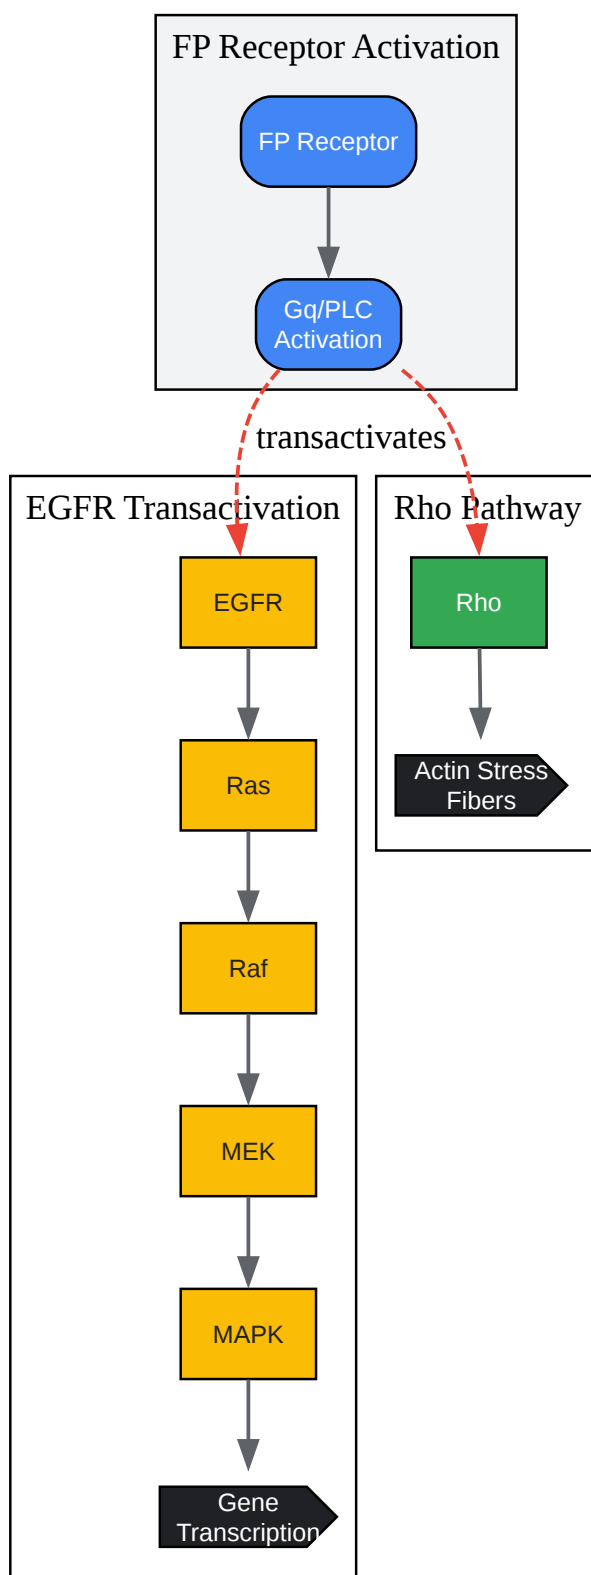 FP Receptor Activation
FP Receptor
Gq/PLC
Activation
transactivates
EGFR Transactivation
EGFR
Ras
Raf
MEK
MAPK
Gene
Transcription
Rho Pathway
Rho
Actin Stress
Fibers